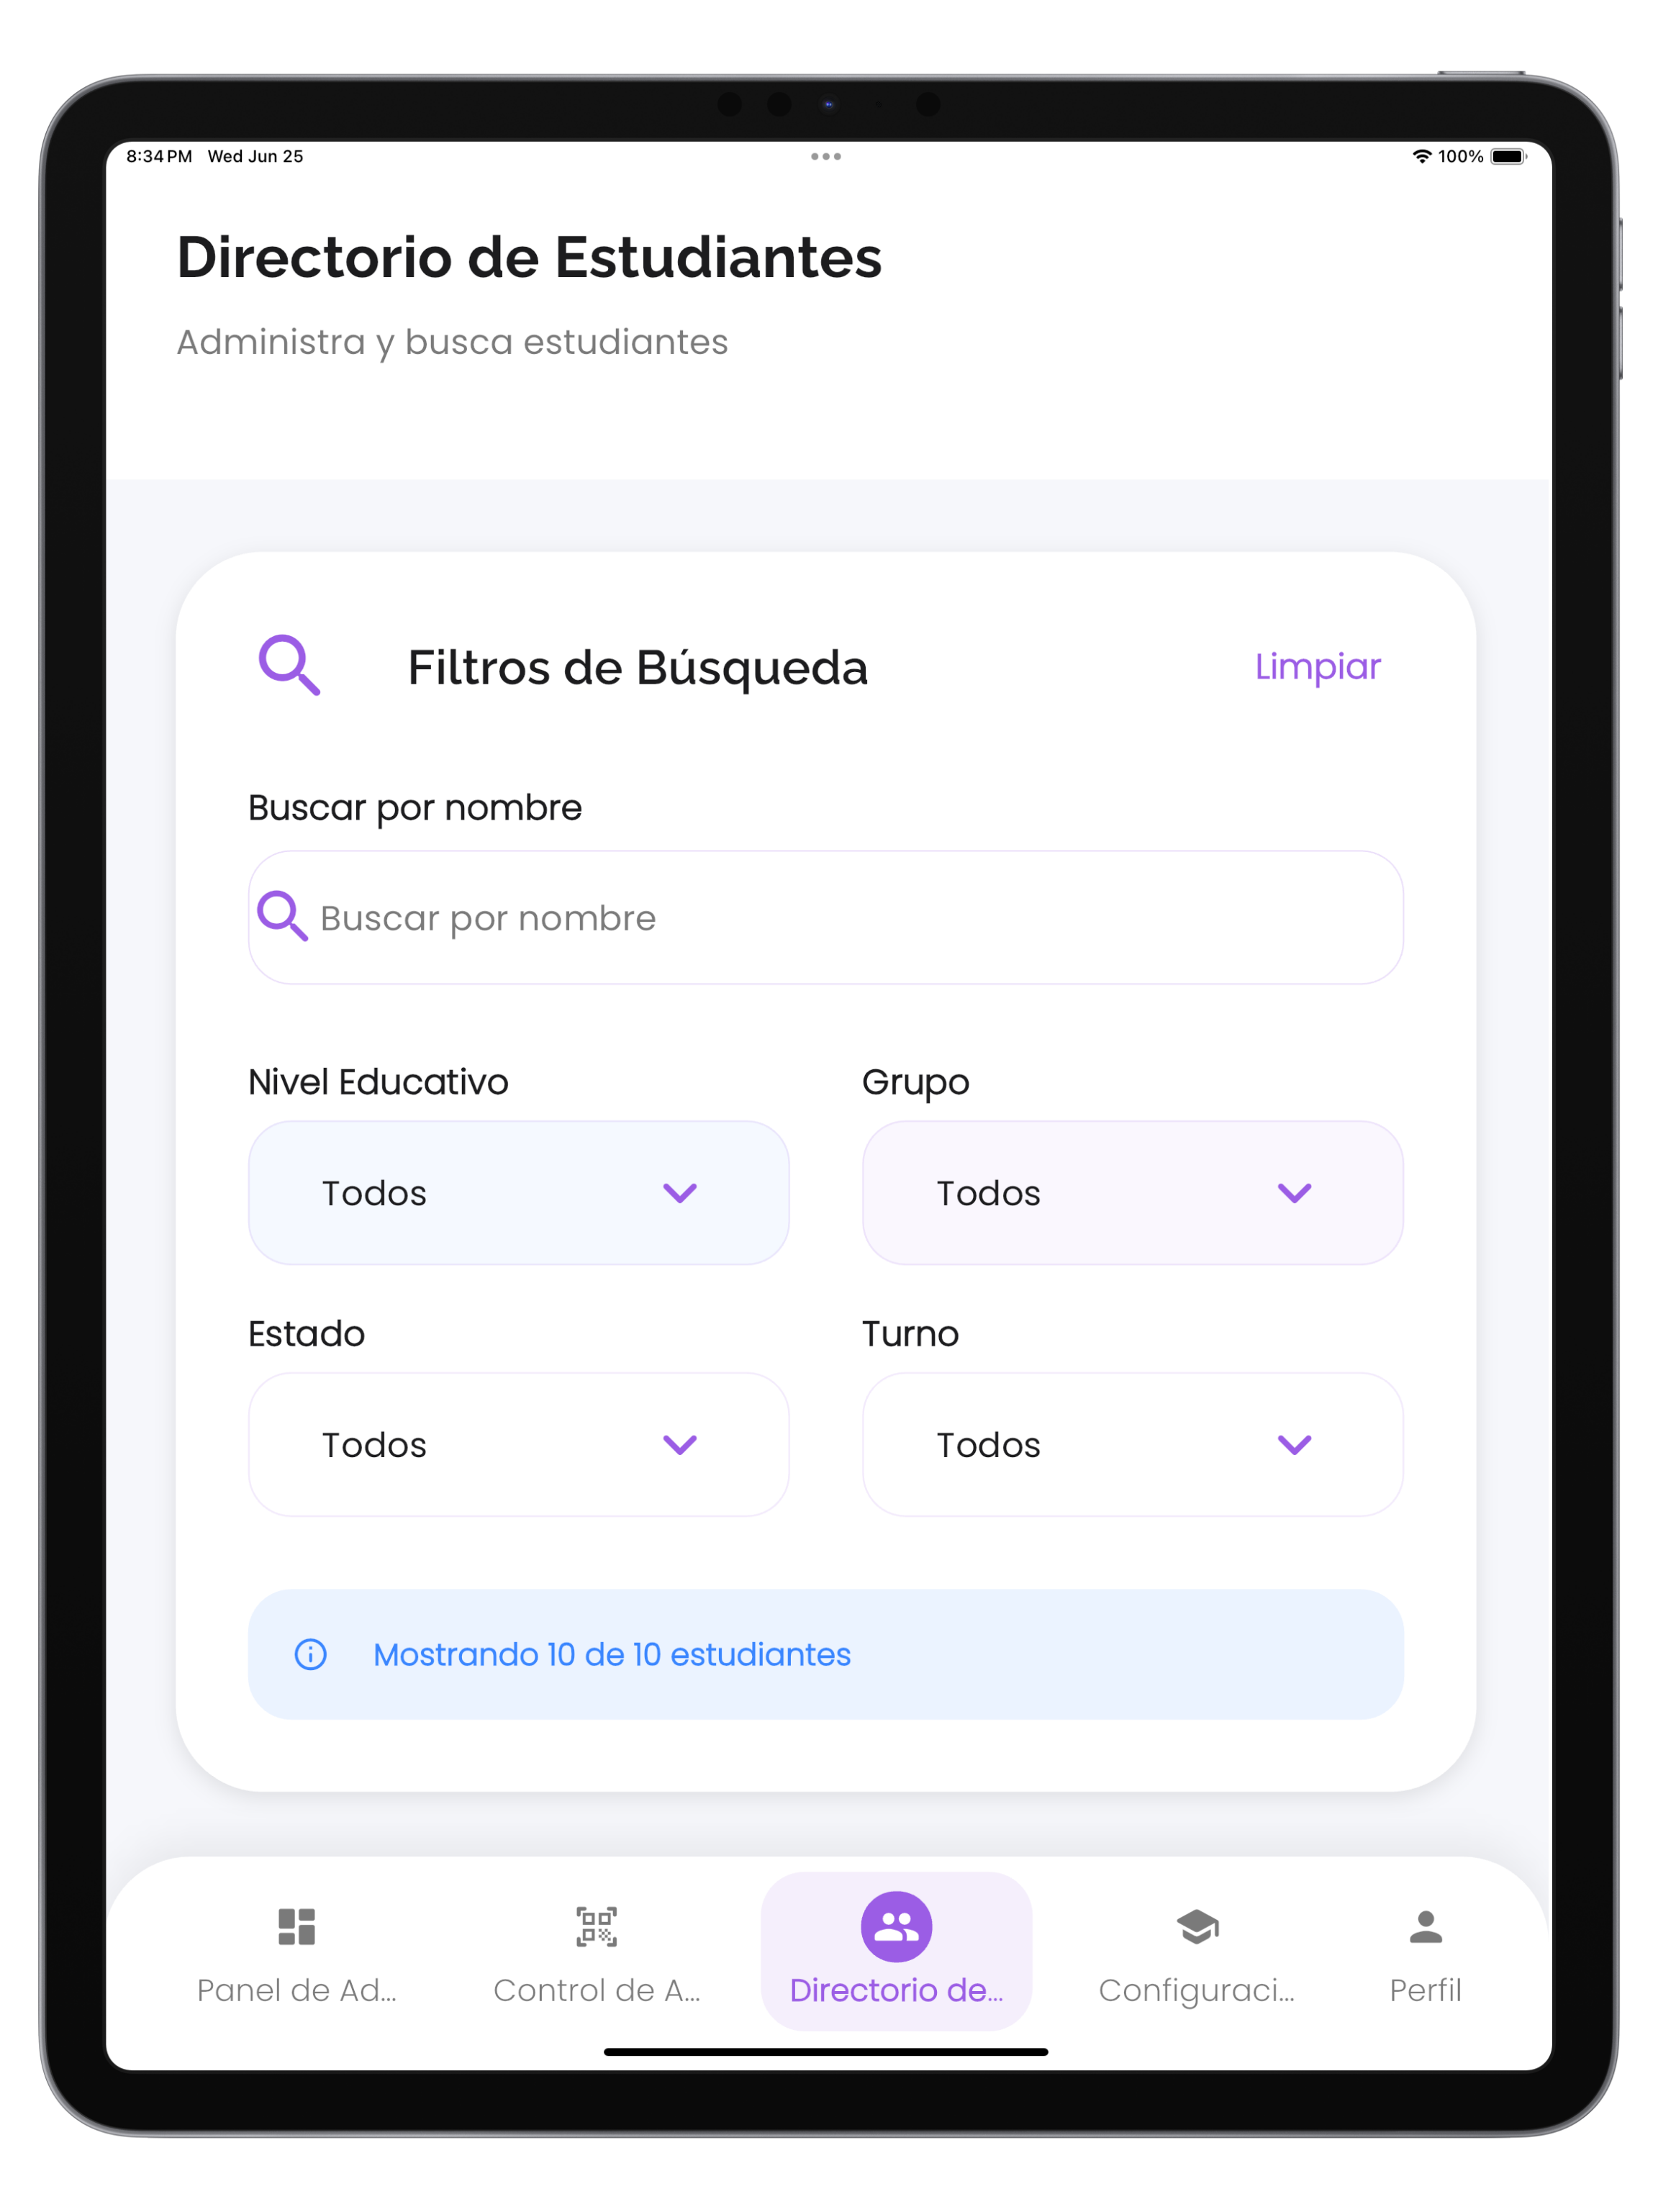 8:34 PM Wed Jun 25
100%
Directorio de Estudiantes
Administra y busca estudiantes
Filtros de Búsqueda
Limpiar
Buscar por nombre
Buscar por nombre
Nivel Educativo
Grupo
Todos
Todos
Estado
Turno
Todos
Todos
Mostrando 10 de 10 estudiantes
Panel de Ad...
Control de A...
Directorio de...
Configuraci...
Perfil